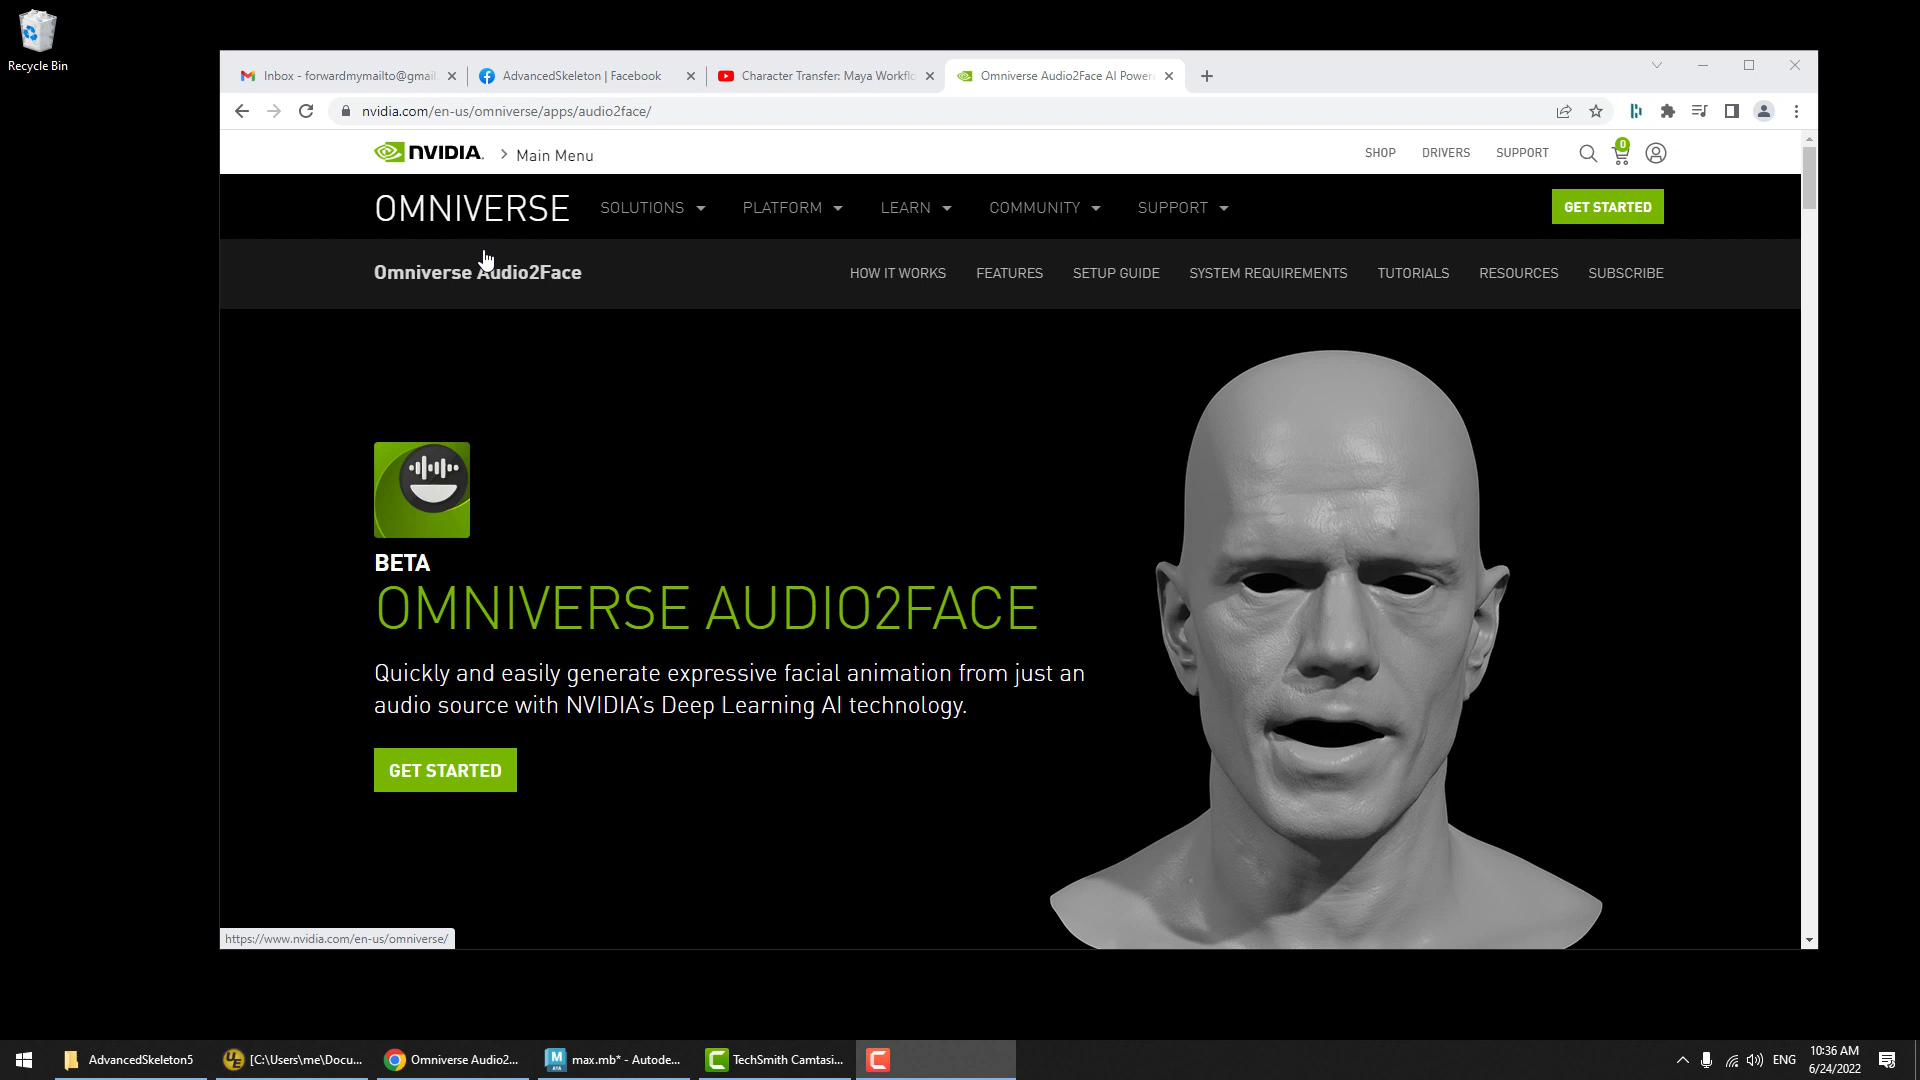 Recycle Bin
Inbox - forwardmymailto@gmail.
AdvancedSkeleton | Facebook
Character Transfer: Maya Workflo
Omniverse Audio2Face AI Power
nvidia.com/en-us/omniverse/apps/audio2face/
NVIDIA.
Main Menu
SHOP
DRIVERS
SUPPORT
0
OMNIVERSE
SOLUTIONS
PLATFORM
LEARN
COMMUNITY
SUPPORT
GET STARTED
Omniverse Audio2Face
HOW IT WORKS
FEATURES
SETUP GUIDE
SYSTEM REQUIREMENTS
TUTORIALS
RESOURCES
SUBSCRIBE
BETA
OMNIVERSE AUDIO2FACE
Quickly and easily generate expressive facial animation from just an
audio source with NVIDIA's Deep Learning AI technology.
GET STARTED
https://www.nvidia.com/en-us/omniverse/
AdvancedSkeleton5
UE
[C:\Users\me\Docu...
Omniverse Audio2...
M
AYA
max.mb* - Autode...
TechSmith Camtasi...
ENG
10:36 AM
6/24/2022